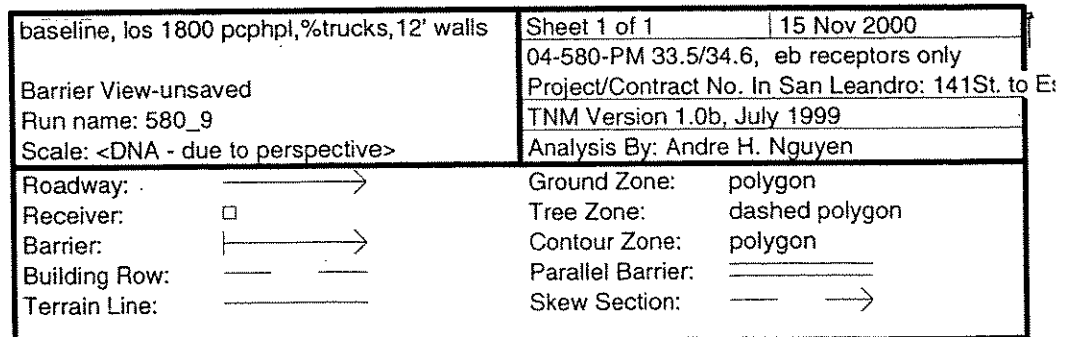 baseline, los 1800 pcphpl,%trucks,12' walls
Barrier View-unsaved
Run name: 580_9
Scale: <DNA - due to perspective>
Sheet 1 of 1 15 Nov 2000
04-580-PM 33.5/34.6, eb receptors only
Project/Contract No. In San Leandro: 141St. to
TNM Version 1.0b, July 1999
Analysis By: Andre H. Nguyen
Roadway:
Receiver:
Barrier:
Building Row:
Terrain Line:
Ground Zone: polygon
Tree Zone: dashed polygon
Contour Zone: polygon
Parallel Barrier:
Skew Section: